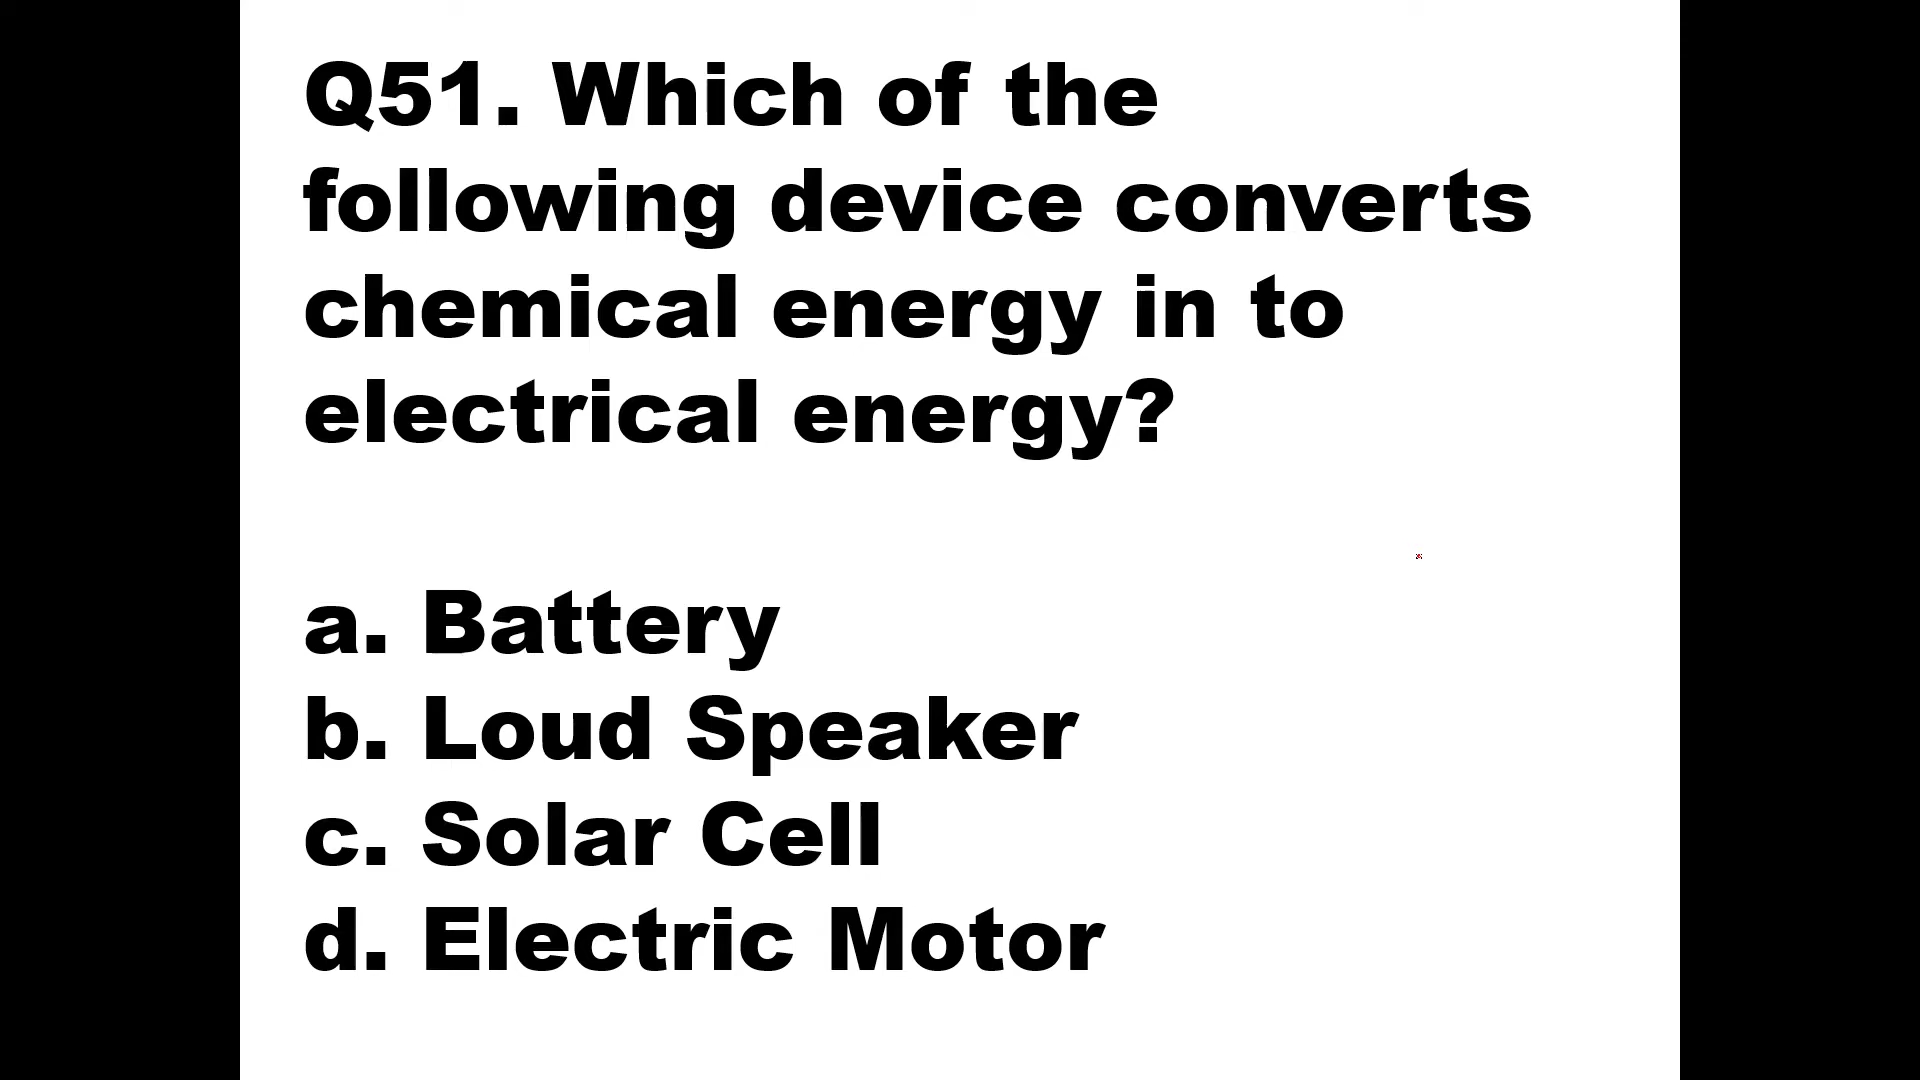 Q51. Which of the
following device converts
chemical energy in to
electrical energy?
a. Battery
b. Loud Speaker
c. Solar Cell
d. Electric Motor